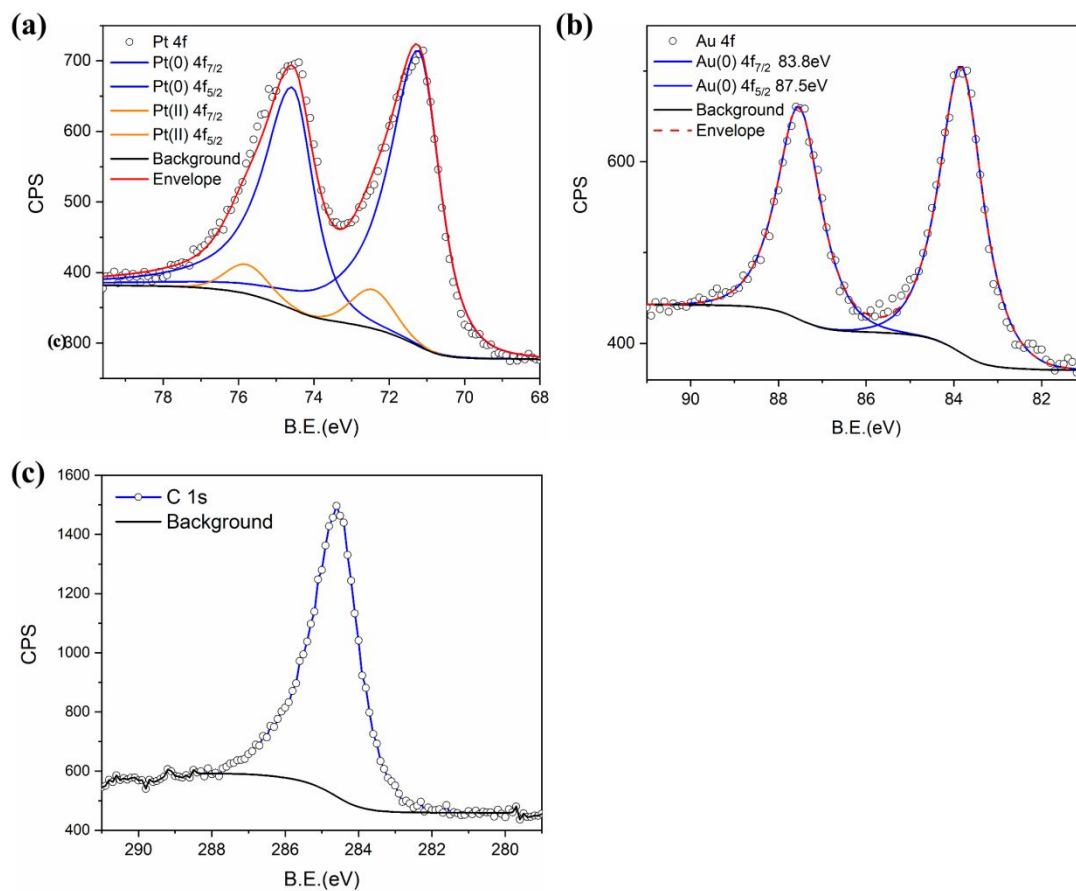 (a)
Pt 4f
Pt(0) 4f7/2
Pt(0) 4f5/2
Pt(II) 4f7/2
Pt(II) 4f5/2
Background
Envelope
CPS
700
600
500
400
300
(c)
78 76 74 72 70 68
B.E.(eV)
(b)
Au 4f
Au(0) 4f7/2 83.8eV
Au(0) 4f5/2 87.5eV
Background
Envelope
CPS
600
400
90 88 86 84 82
B.E.(eV)
(c)
C 1s
Background
CPS
1600
1400
1200
1000
800
600
400
290 288 286 284 282 280
B.E.(eV)